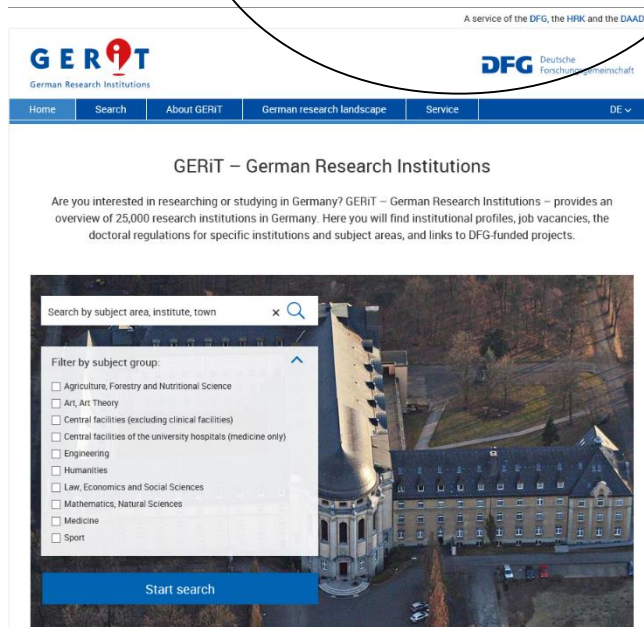 A service of the DFG, the HRK and the DAAD
GERiT
German Research Institutions
DFG Deutsche
Forschungsgemeinschaft
Home Search About GERiT German research landscape Service DE
GERiT – German Research Institutions
Are you interested in researching or studying in Germany? GERiT – German Research Institutions – provides an
overview of 25,000 research institutions in Germany. Here you will find institutional profiles, job vacancies, the
doctoral regulations for specific institutions and subject areas, and links to DFG-funded projects.
Search by subject area, institute, town x
Filter by subject group:
Agriculture, Forestry and Nutritional Science
Art, Art Theory
Central facilities (excluding clinical facilities)
Central facilities of the university hospitals (medicine only)
Engineering
Humanities
Law, Economics and Social Sciences
Mathematics, Natural Sciences
Medicine
Sport
Start search